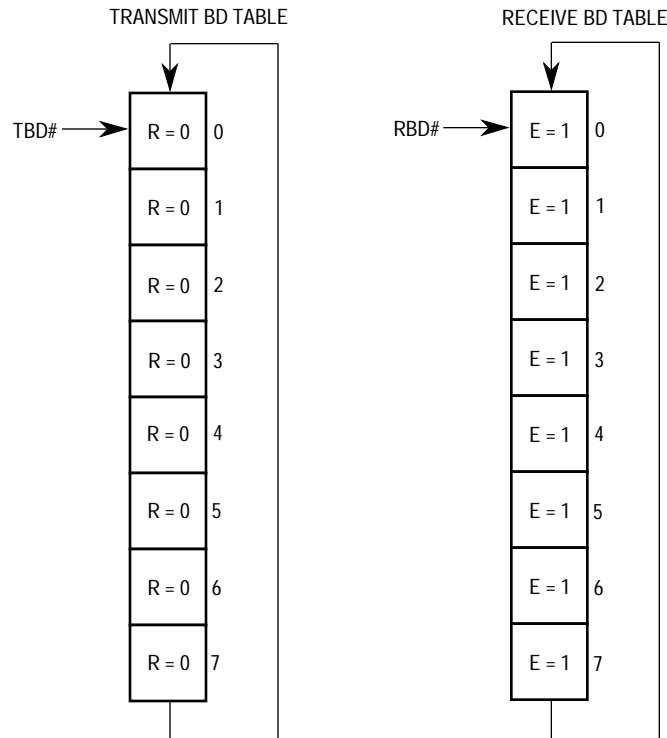 TRANSMIT BD TABLE
TBD#
R = 0 0
R = 0 1
R = 0 2
R = 0 3
R = 0 4
R = 0 5
R = 0 6
R = 0 7
RECEIVE BD TABLE
RBD#
E = 1 0
E = 1 1
E = 1 2
E = 1 3
E = 1 4
E = 1 5
E = 1 6
E = 1 7